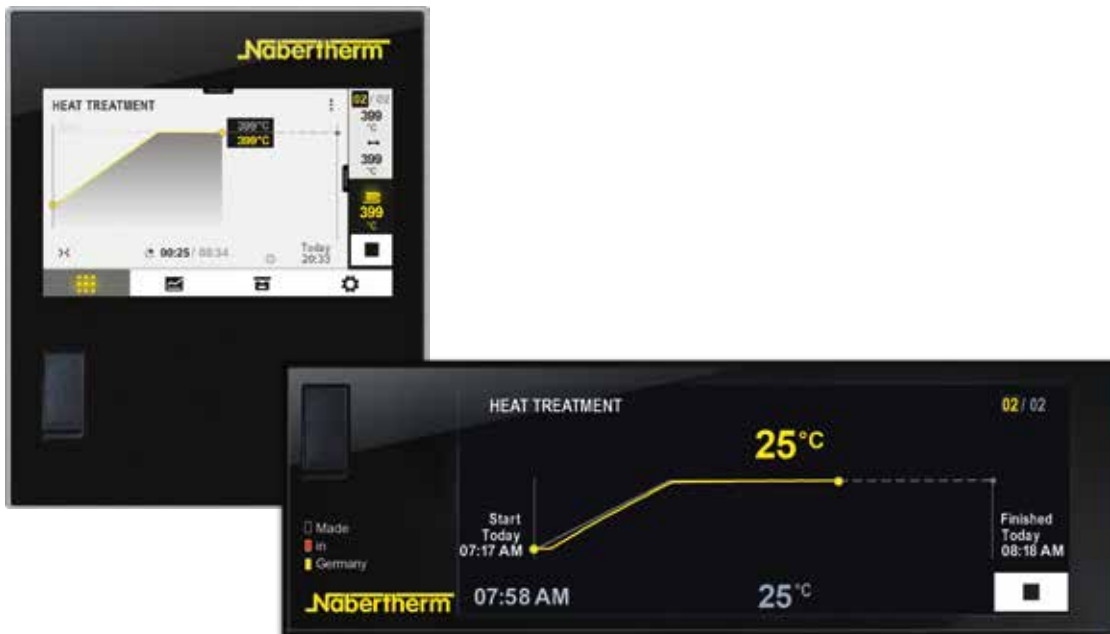 Nabertherm
HEAT TREATMENT
02 / 02
399
°C
399
°C
399°C
399°C
399
°C
00:25 / 00:34
Today
20:33
HEAT TREATMENT
02 / 02
25 °C
Start
Today
07:17 AM
Finished
Today
08:18 AM
Made
in
Germany
Nabertherm
07:58 AM
25 °C